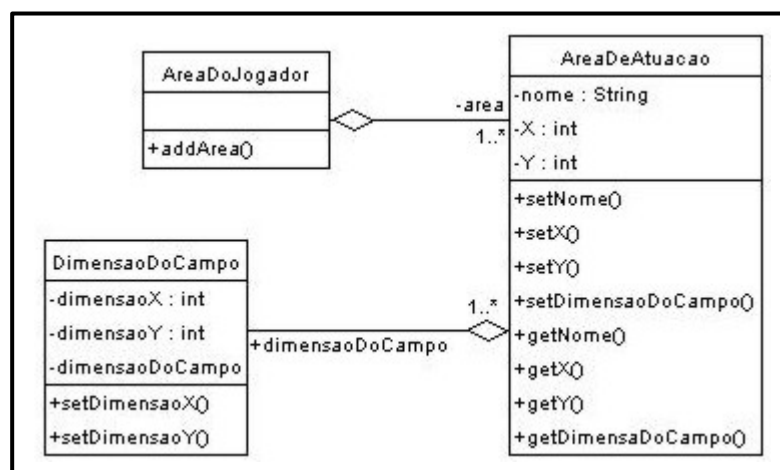 AreaDoJogador
+addArea()
-área
1..*
AreaDeAtuacao
-nome : String
-X : int
-Y : int
+setNome()
+setX()
+setY()
+setDimensaoDoCampo()
+getNome()
+getX()
+getY()
+getDimensaDoCampo()
DimensaoDoCampo
-dimensaoX : int
-dimensaoY : int
-dimensaoDoCampo
+setDimensaoX()
+setDimensaoY()
1..*
+dimensaoDoCampo